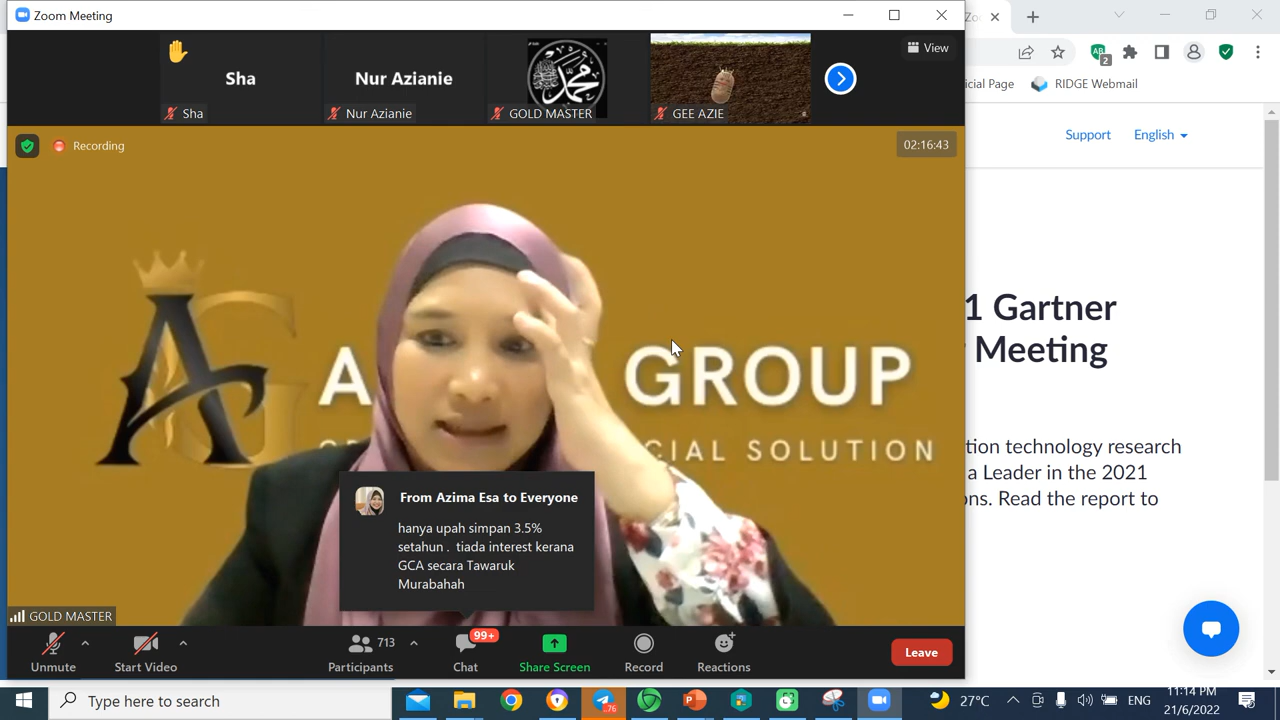 Zoom Meeting
View
Sha
Sha
Nur Azianie
Nur Azianie
محمد
GOLD MASTER
GEE AZIE
Recording
02:16:43
AG
A GROUP
CIAL SOLUTION
From Azima Esa to Everyone
hanya upah simpan 3.5%
setahun . tiada interest kerana
GCA secara Tawaruk
Murabahah
GOLD MASTER
Unmute
Start Video
713
Participants
99+
Chat
Share Screen
Record
Reactions
Leave
2
icial Page
RIDGE Webmail
Support
English
1 Gartner
Meeting
tion technology research
a Leader in the 2021
ons. Read the report to
Type here to search
.76
27°C
ENG
11:14 PM
21/6/2022